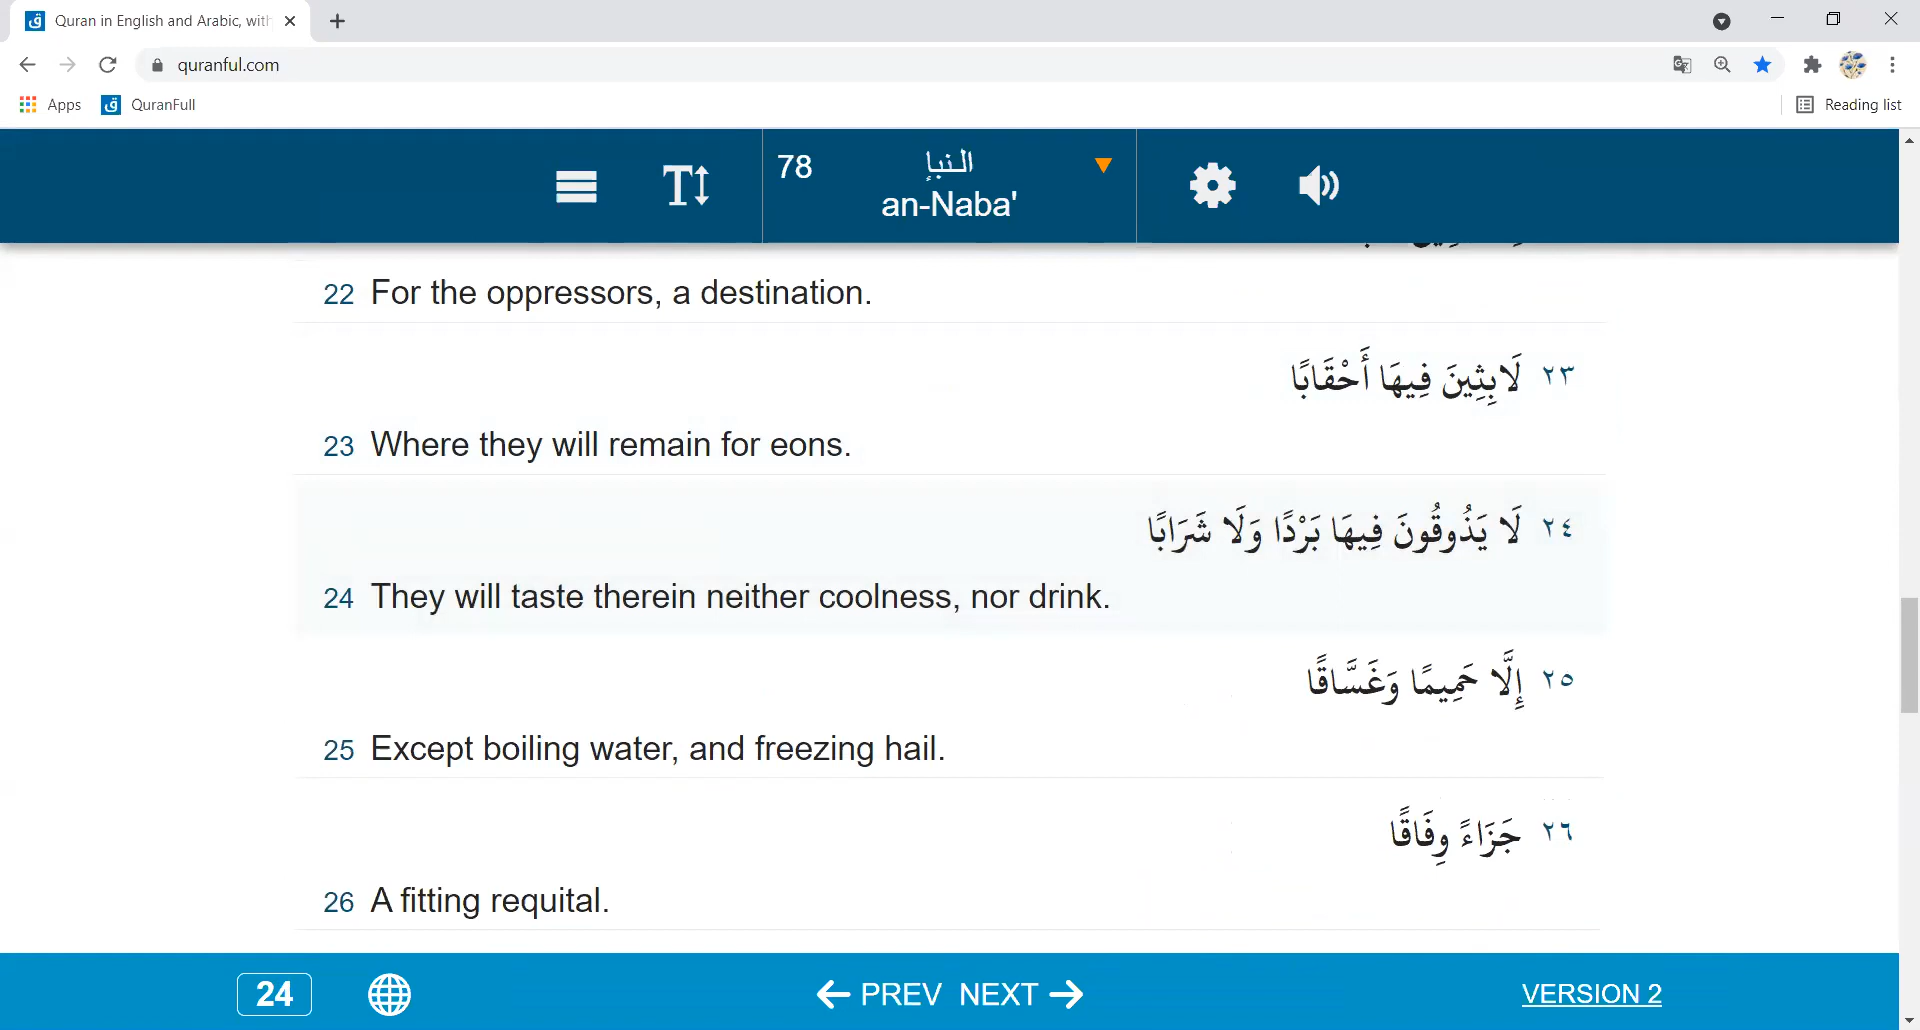 Quran in English and Arabic, with
quranful.com
Apps
QuranFull
Reading list
78
النبإ
an-Naba'
22 For the oppressors, a destination.
٢٣ لَابِثِينَ فِيهَا أَحْقَابًا
23 Where they will remain for eons.
٢٤ لَا يَذُوقُونَ فِيهَا بَرْدًا وَلَا شَرَابًا
24 They will taste therein neither coolness, nor drink.
٢٥ إِلَّا حَمِيمًا وَغَسَّاقًا
25 Except boiling water, and freezing hail.
٢٦ جَزَاءً وِفَاقًا
26 A fitting requital.
24
PREV NEXT
VERSION 2